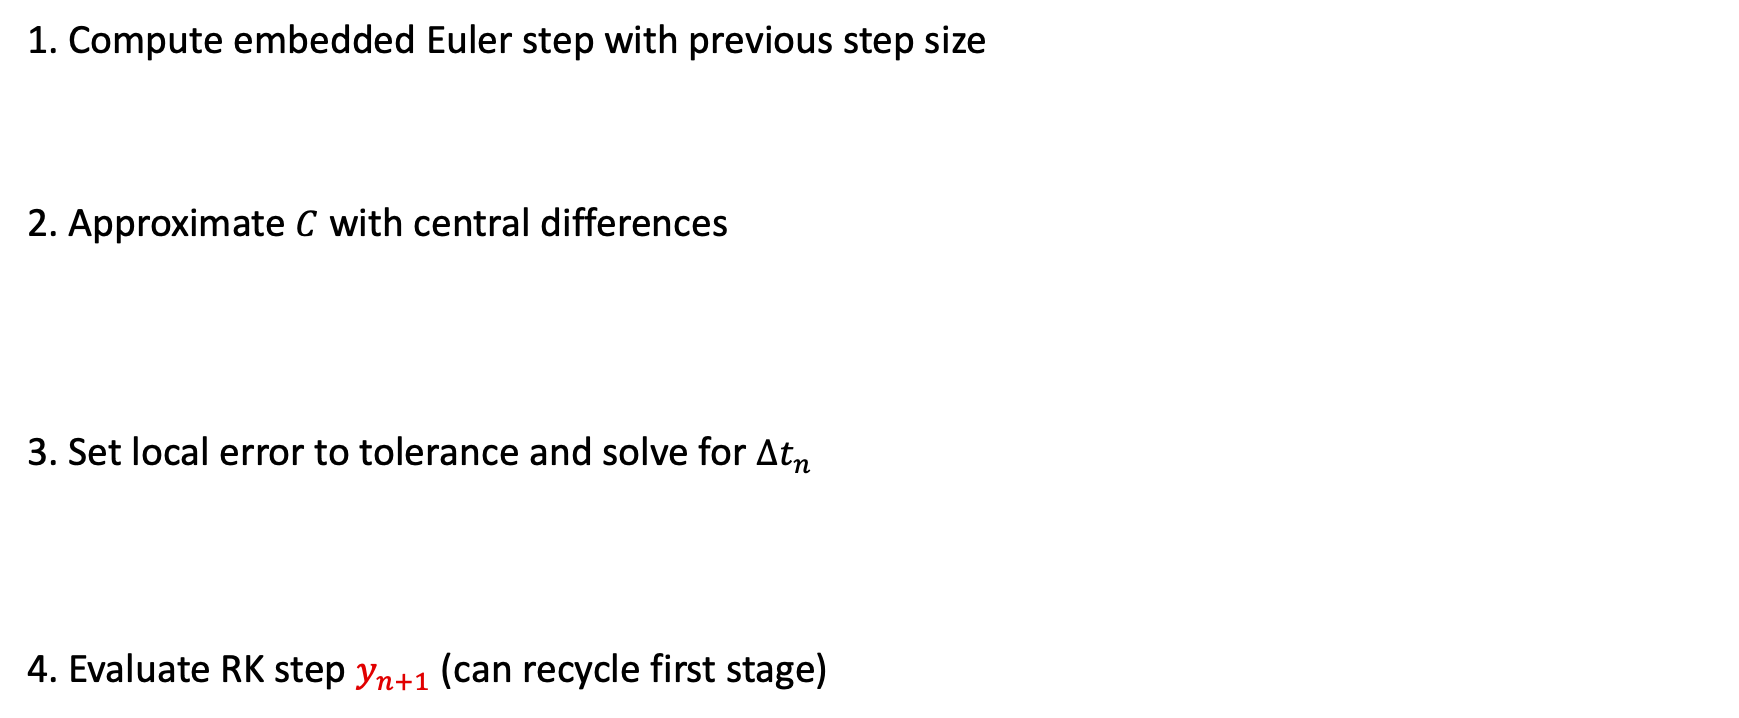 1. Compute embedded Euler step with previous step size
2. Approximate C with central differences
3. Set local error to tolerance and solve for Δtₙ
4. Evaluate RK step yₙ₊₁ (can recycle first stage)